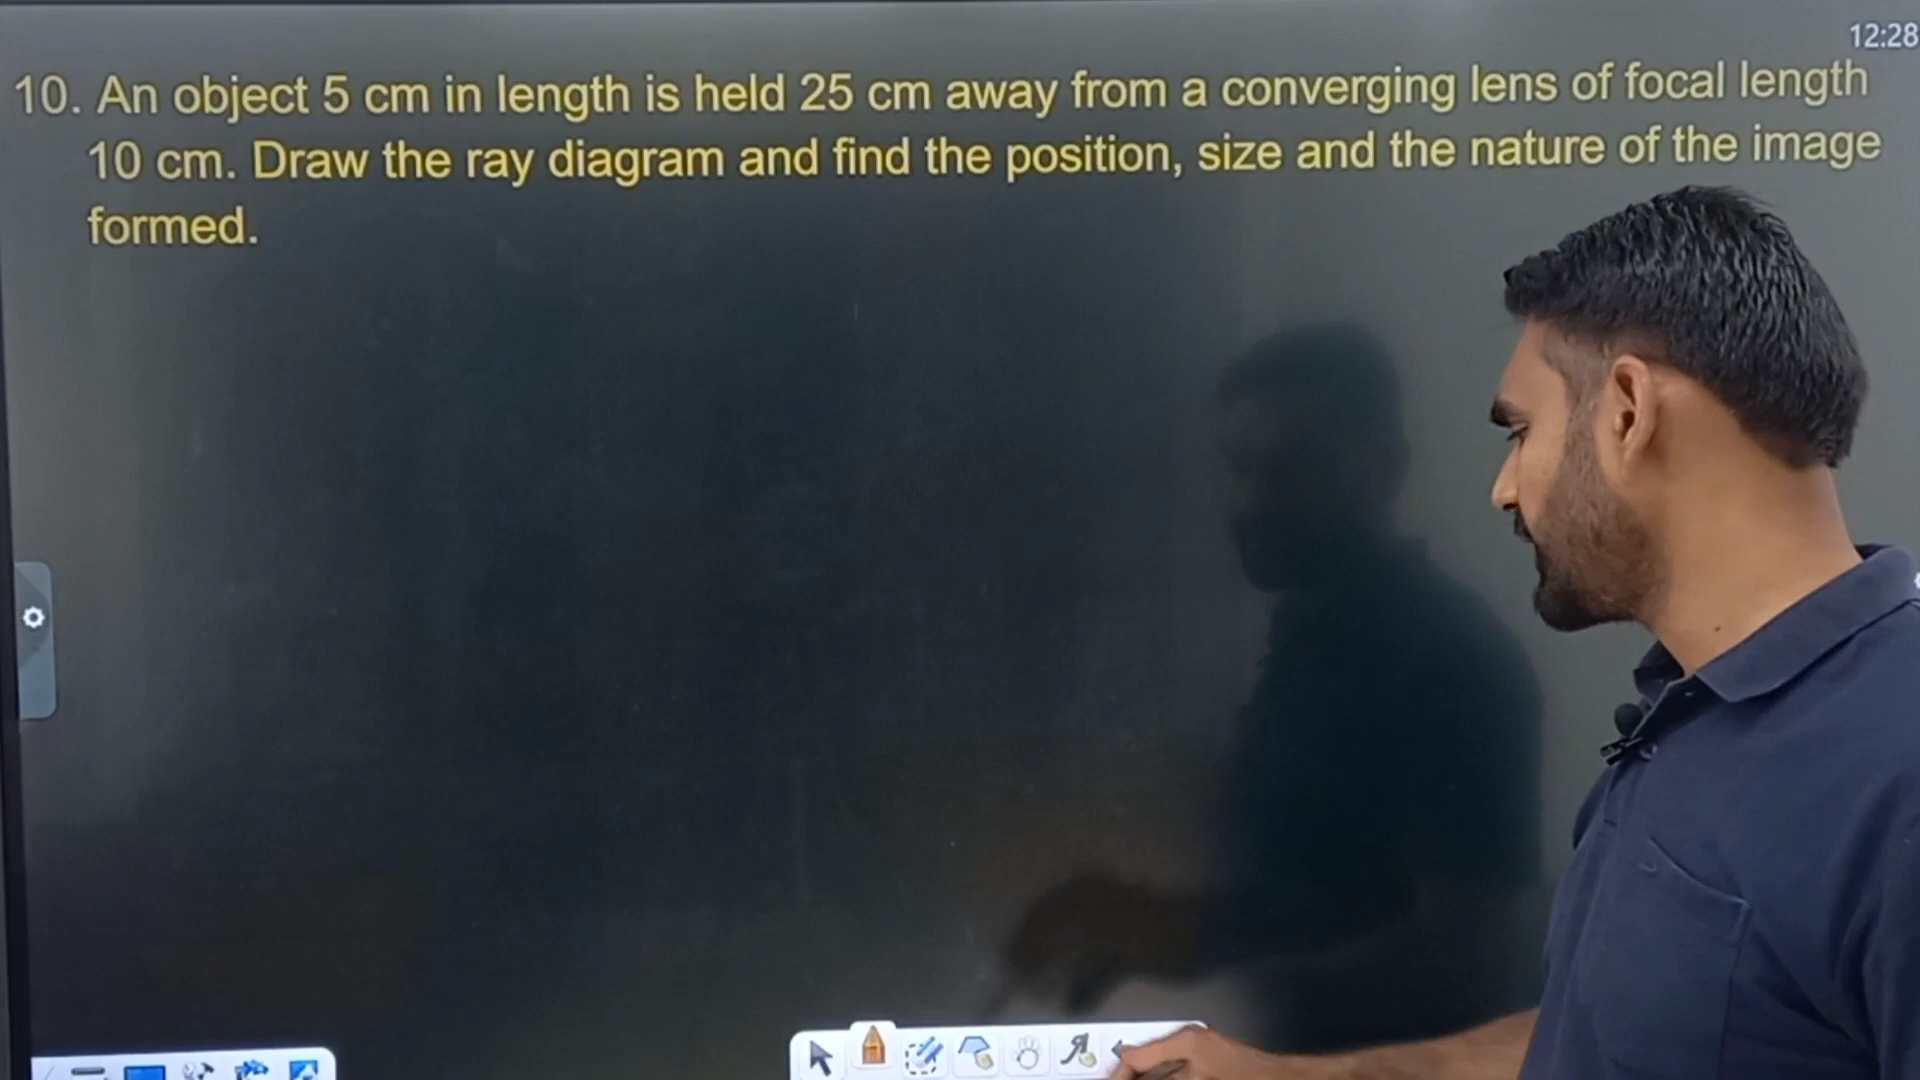 12:28
10. An object 5 cm in length is held 25 cm away from a converging lens of focal length
10 cm. Draw the ray diagram and find the position, size and the nature of the image
formed.